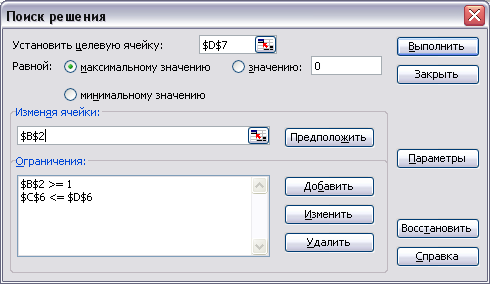 Поиск решения
Установить целевую ячейку: $D$7 Выполнить
Равной: максимальному значению значению: 0 Закрыть
минимальному значению
Изменяя ячейки:
$B$2 Предположить
Ограничения: Параметры
$B$2 >= 1 Добавить
$C$6 <= $D$6
Изменить
Восстановить
Удалить
Справка